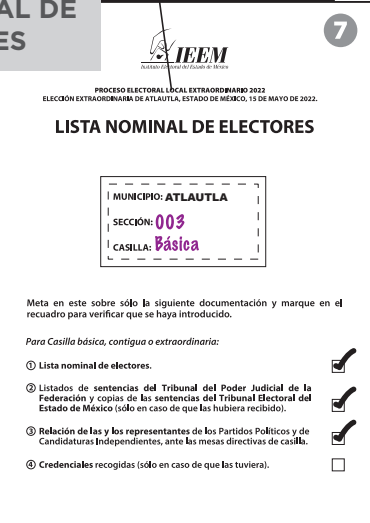 AL DE
ES
7
IEEM
Instituto Electoral del Estado de México
PROCESO ELECTORAL LOCAL EXTRAORDINARIO 2022
ELECCIÓN EXTRAORDINARIA DE ATLAUTLA, ESTADO DE MÉXICO, 15 DE MAYO DE 2022.
LISTA NOMINAL DE ELECTORES
MUNICIPIO: ATLAUTLA
SECCIÓN: 003
CASILLA: Básica
Meta en este sobre sólo la siguiente documentación y marque en el
recuadro para verificar que se haya introducido.
Para Casilla básica, contigua o extraordinaria:
① Lista nominal de electores.
② Listados de sentencias del Tribunal del Poder Judicial de la
Federación y copias de las sentencias del Tribunal Electoral del
Estado de México (sólo en caso de que las hubiera recibido).
③ Relación de las y los representantes de los Partidos Políticos y de
Candidaturas Independientes, ante las mesas directivas de casilla.
④ Credenciales recogidas (sólo en caso de que las tuviera).